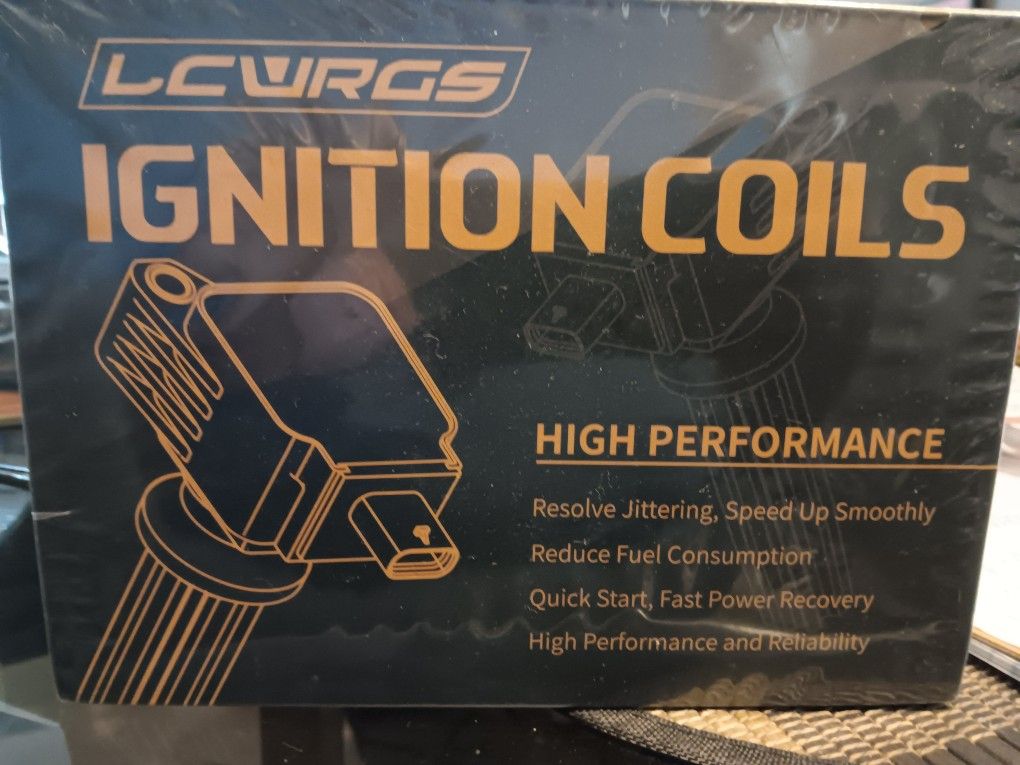 LCWRGS
IGNITION COILS
HIGH PERFORMANCE
Resolve Jittering, Speed Up Smoothly
Reduce Fuel Consumption
Quick Start, Fast Power Recovery
High Performance and Reliability